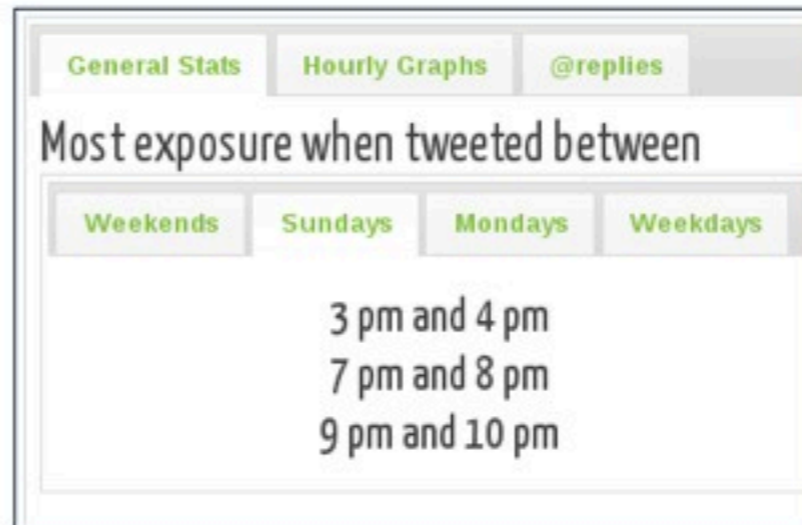 General Stats Hourly Graphs @replies
Most exposure when tweeted between
Weekends Sundays Mondays Weekdays
3 pm and 4 pm
7 pm and 8 pm
9 pm and 10 pm